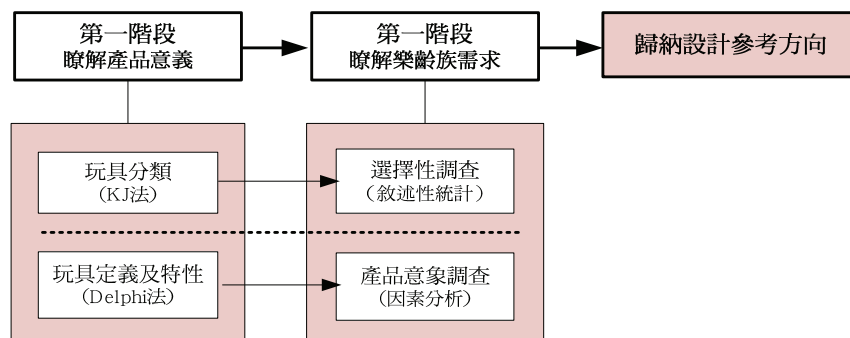 第一階段
瞭解產品意義
第一階段
瞭解樂齡族需求
歸納設計參考方向
玩具分類
(KJ法)
選擇性調查
(敘述性統計)
玩具定義及特性
(Delphi法)
產品意象調查
(因素分析)